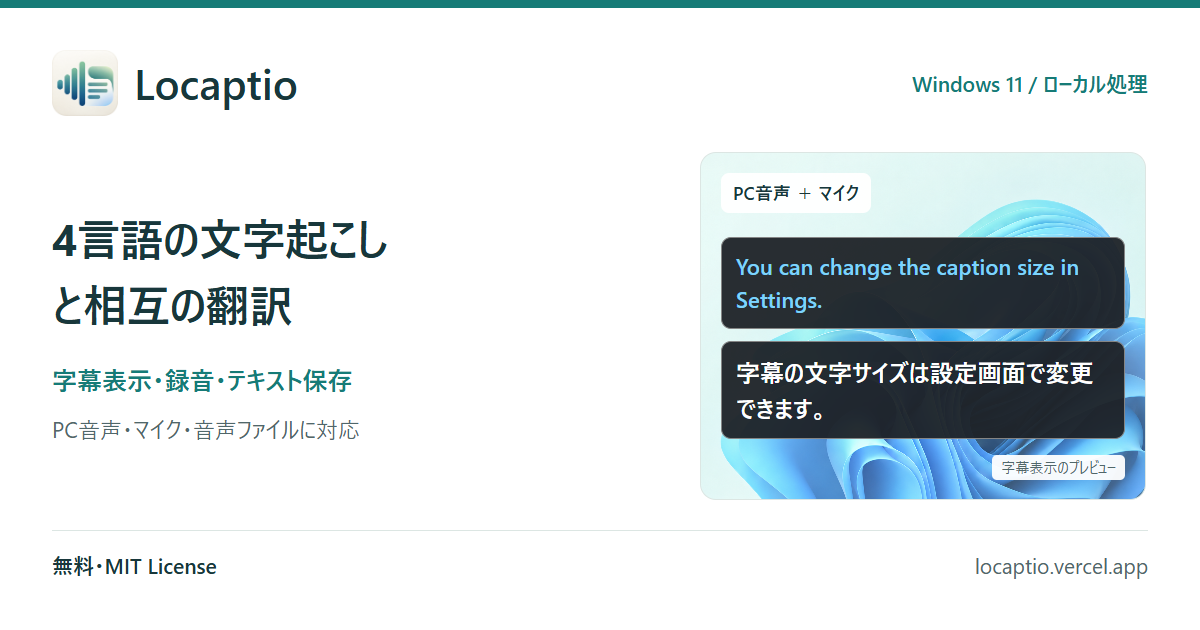 Locaptio
Windows 11 / ローカル処理
4言語の文字起こし
と相互の翻訳
字幕表示・録音・テキスト保存
PC音声・マイク・音声ファイルに対応
PC音声 ＋ マイク
You can change the caption size in
Settings.
字幕の文字サイズは設定画面で変更
できます。
字幕表示のプレビュー
無料・MIT License
locaptio.vercel.app